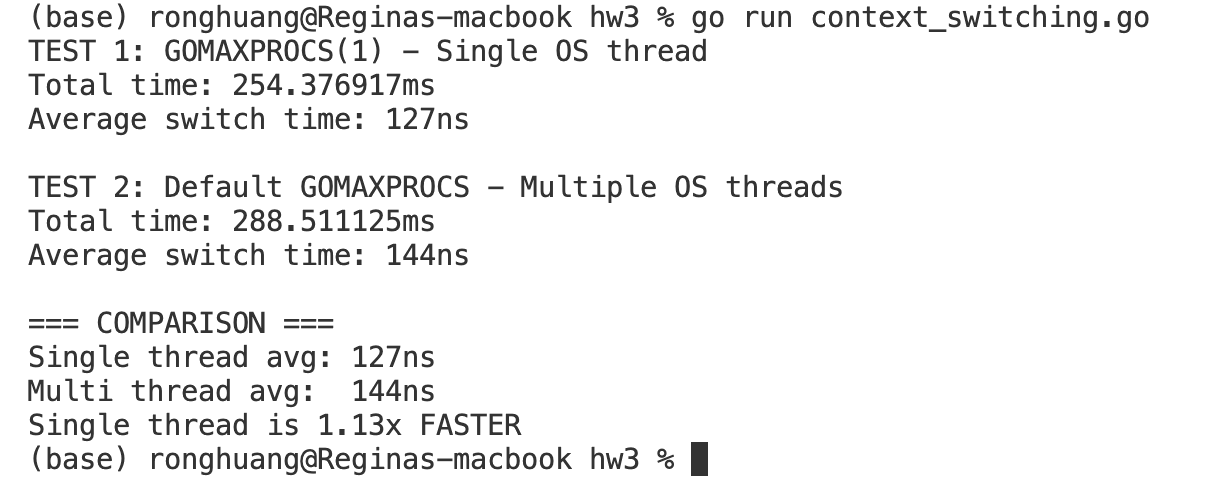 (base) ronghuang@Reginas-macbook hw3 % go run context_switching.go
TEST 1: GOMAXPROCS(1) – Single OS thread
Total time: 254.376917ms
Average switch time: 127ns

TEST 2: Default GOMAXPROCS – Multiple OS threads
Total time: 288.511125ms
Average switch time: 144ns

=== COMPARISON ===
Single thread avg: 127ns
Multi thread avg:  144ns
Single thread is 1.13x FASTER
(base) ronghuang@Reginas-macbook hw3 %